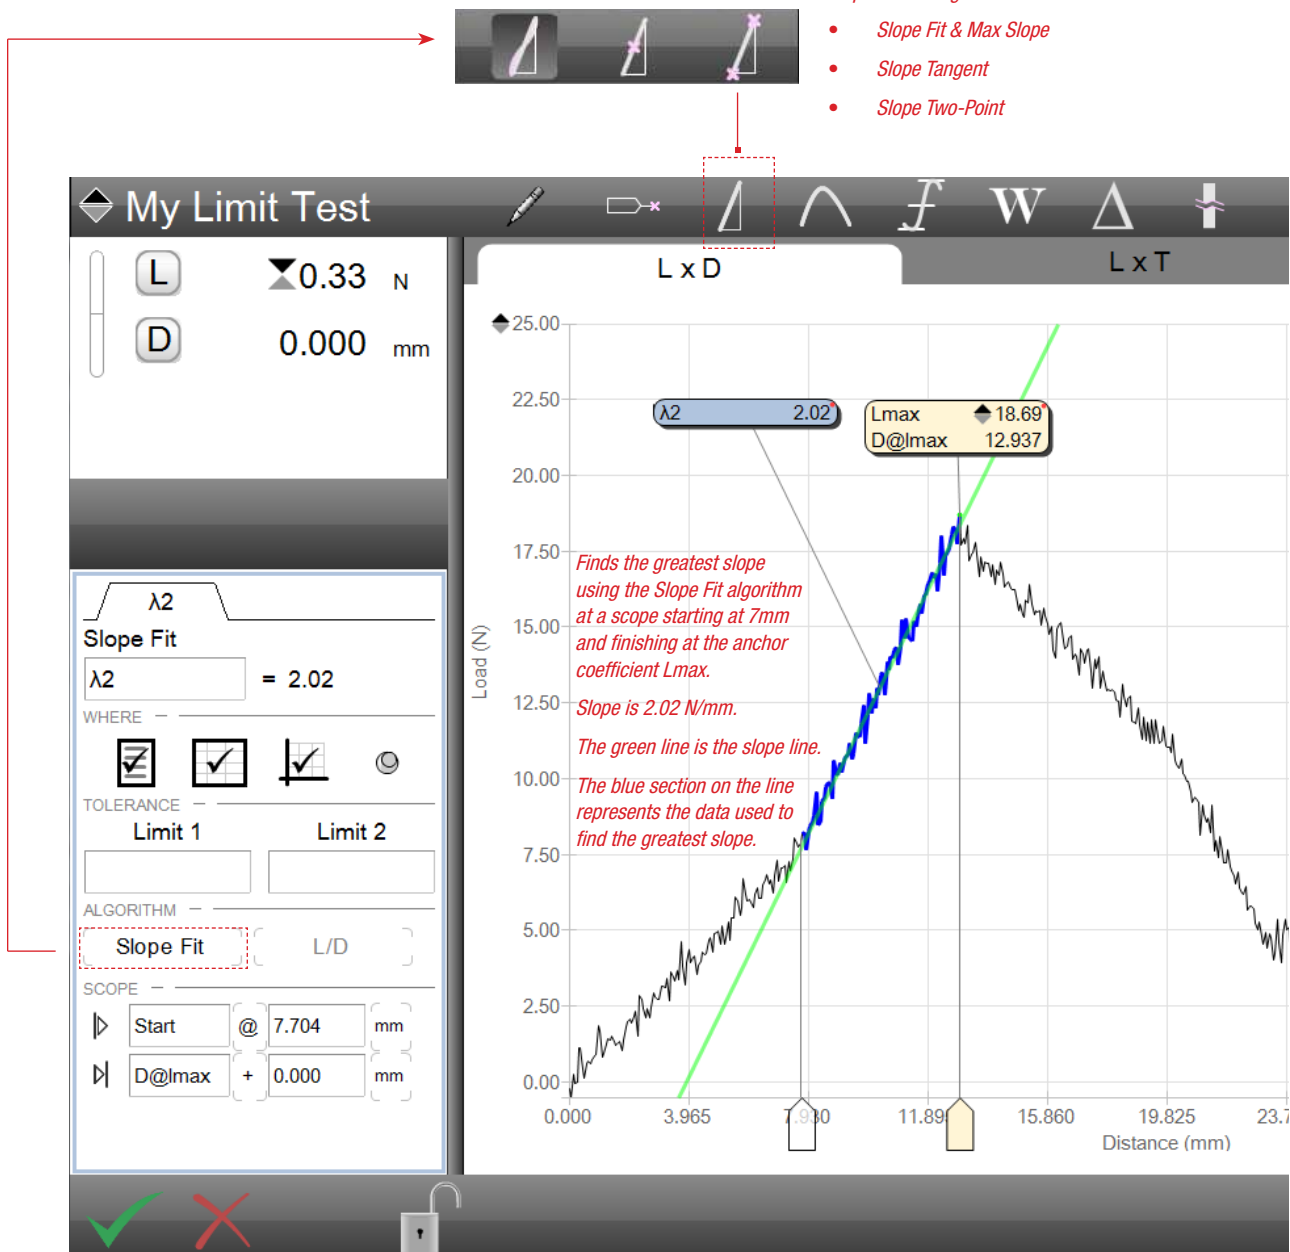 • Slope Fit & Max Slope
• Slope Tangent
• Slope Two-Point
My Limit Test
W
L 0.33 N
D 0.000 mm
L x D
L x T
25.00
22.50
20.00
17.50
15.00
12.50
10.00
7.50
5.00
2.50
0.00
Load (N)
λ2 2.02
Lmax 18.69
D@lmax 12.937
Finds the greatest slope
using the Slope Fit algorithm
at a scope starting at 7mm
and finishing at the anchor
coefficient Lmax.
Slope is 2.02 N/mm.
The green line is the slope line.
The blue section on the line
represents the data used to
find the greatest slope.
0.000 3.965 7.930 11.89 15.860 19.825 23.7
Distance (mm)
λ2
Slope Fit
λ2 = 2.02
WHERE
TOLERANCE
Limit 1 Limit 2
ALGORITHM
Slope Fit L/D
SCOPE
Start @ 7.704 mm
D@lmax + 0.000 mm